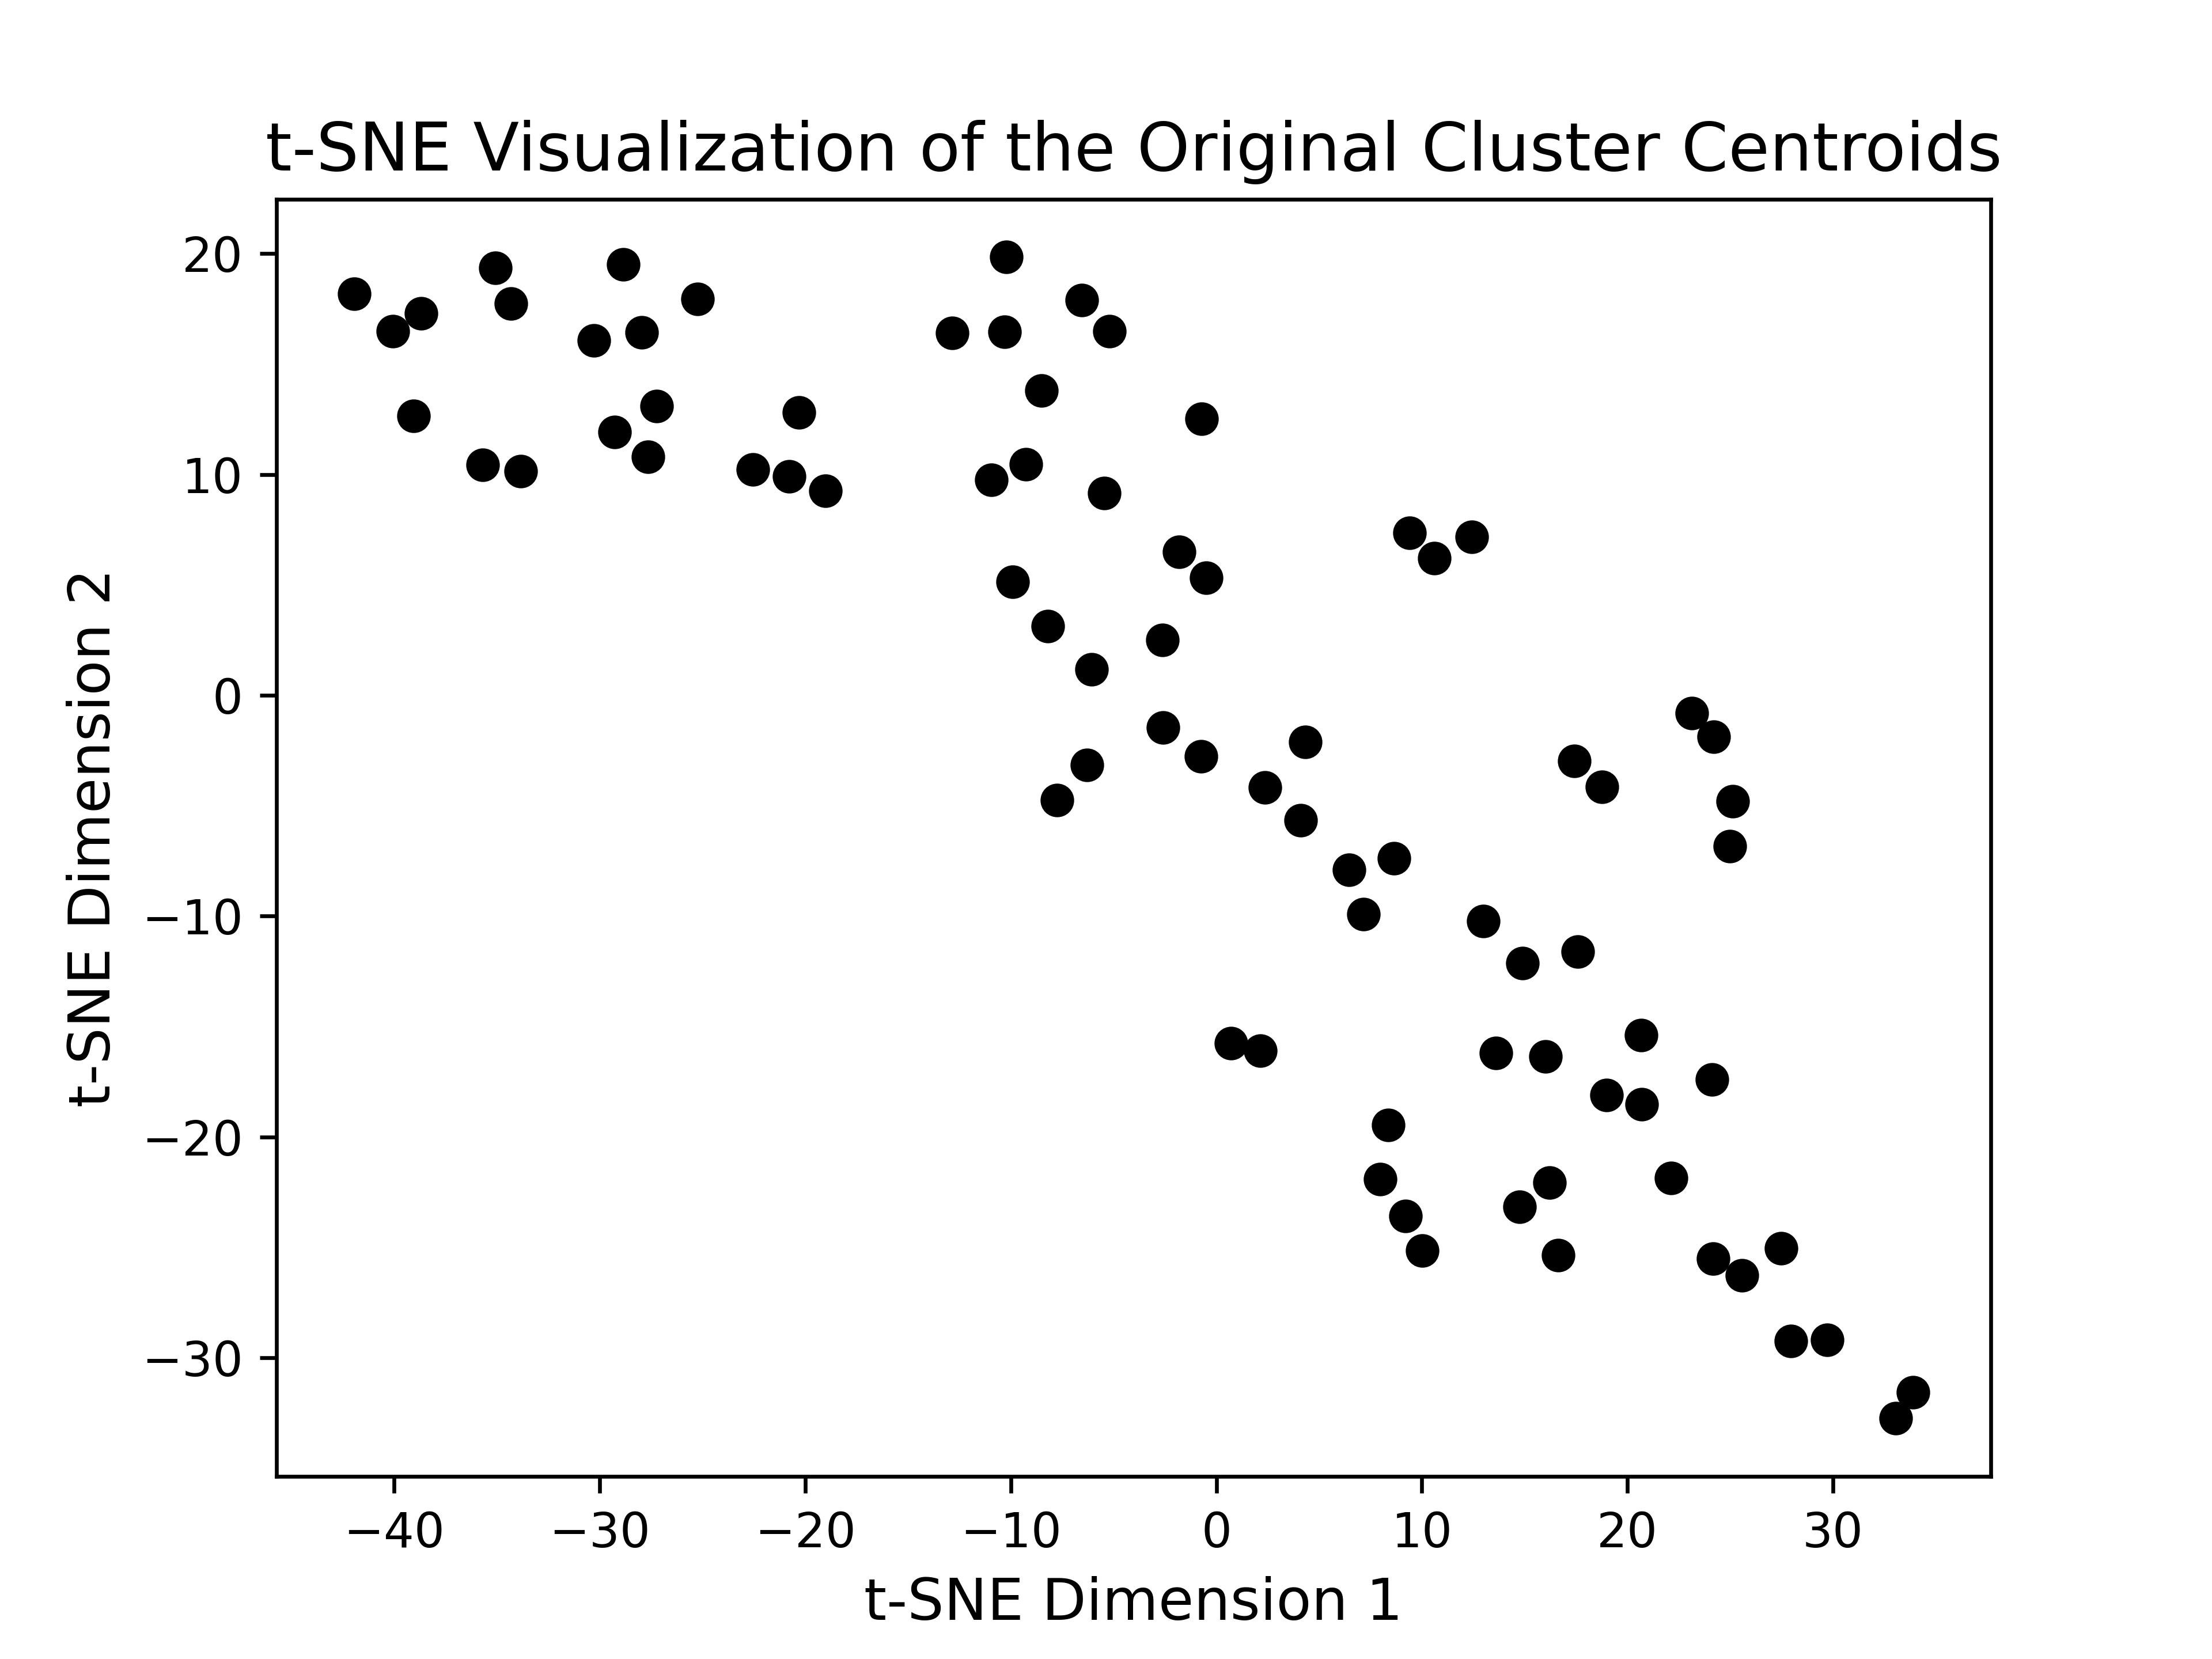 t-SNE Visualization of the Original Cluster Centroids
20
10
0
−10
−20
−30
t-SNE Dimension 2
−40 −30 −20 −10 0 10 20 30
t-SNE Dimension 1